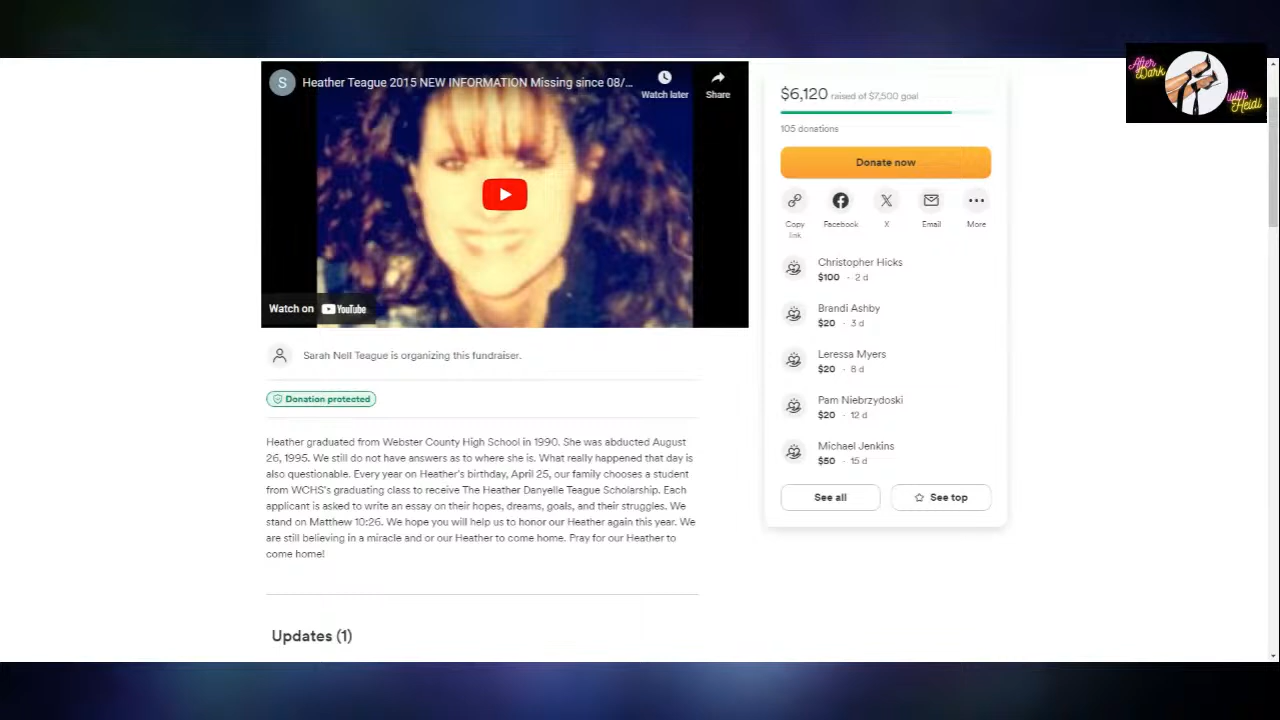 S
Heather Teague 2015 NEW INFORMATION Missing since 08/...
Watch later
Share
Watch on YouTube
Sarah Nell Teague is organizing this fundraiser.
Donation protected
Heather graduated from Webster County High School in 1990. She was abducted August
26, 1995. We still do not have answers as to where she is. What really happened that day is
also questionable. Every year on Heather's birthday, April 25, our family chooses a student
from WCHS's graduating class to receive The Heather Danyelle Teague Scholarship. Each
applicant is asked to write an essay on their hopes, dreams, goals, and their struggles. We
stand on Matthew 10:26. We hope you will help us to honor our Heather again this year. We
are still believing in a miracle and or our Heather to come home. Pray for our Heather to
come home!
Updates (1)
$6,120 raised of $7,500 goal
105 donations
Donate now
Copy link
Facebook
X
Email
More
Christopher Hicks
$100 · 2 d
Brandi Ashby
$20 · 3 d
Leressa Myers
$20 · 8 d
Pam Niebrzydoski
$20 · 12 d
Michael Jenkins
$50 · 15 d
See all
See top
After
Dark
with
Heidi